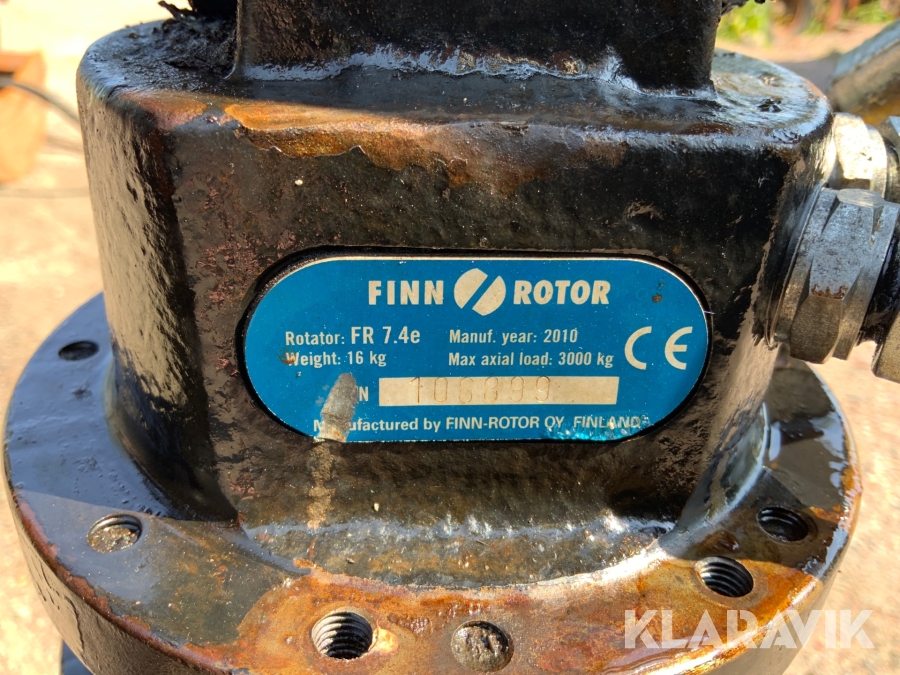 FINN ROTOR
Rotator: FR 7.4e Manuf. year: 2010
Weight: 16 kg Max axial load: 3000 kg CE
N
Manufactured by FINN-ROTOR OY FINLAND
KLARAVIK